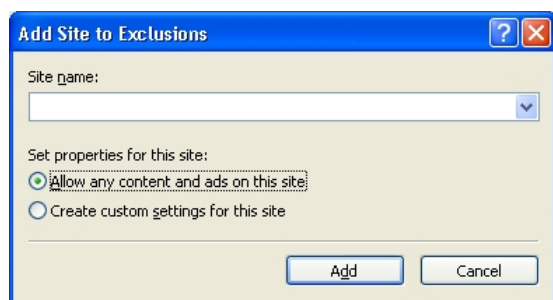 Add Site to Exclusions
Site name:
Set properties for this site:
Allow any content and ads on this site
Create custom settings for this site
Add
Cancel